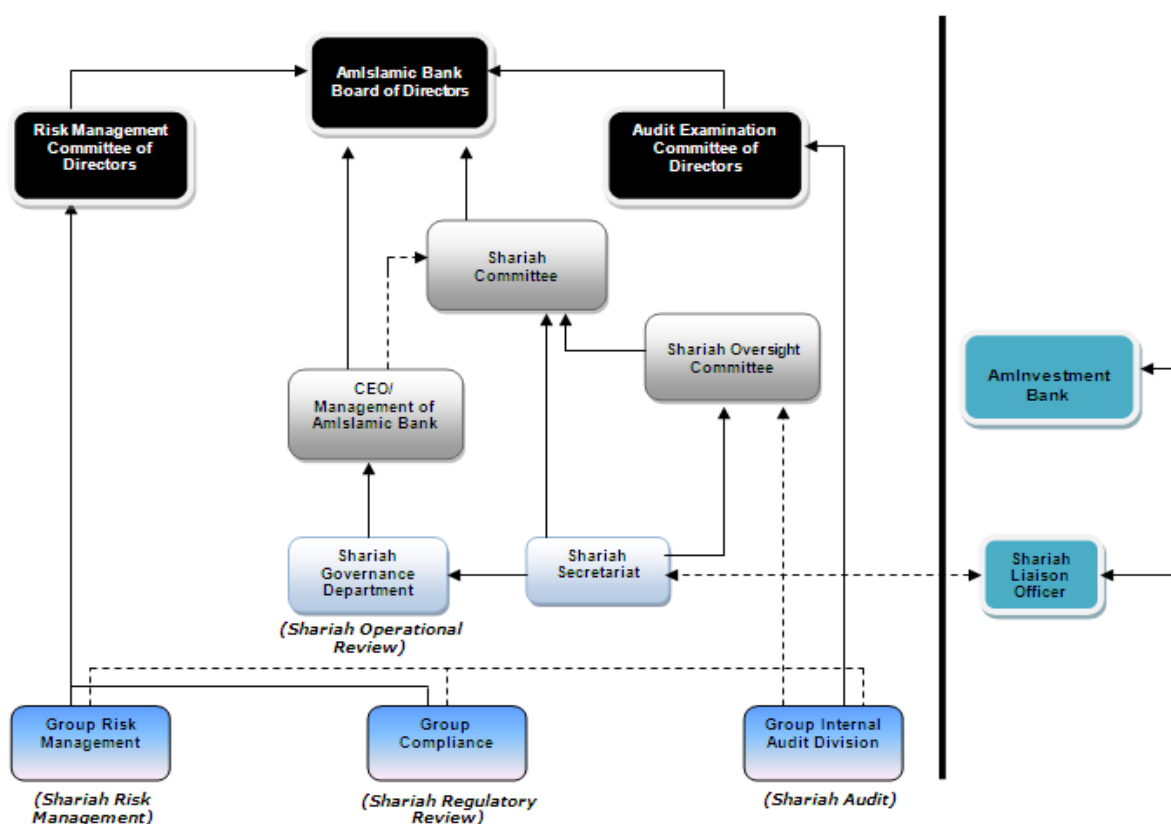 AmIslamic Bank
Board of Directors
Risk Management
Committee of
Directors
Audit Examination
Committee of
Directors
Shariah
Committee
Shariah Oversight
Committee
CEO/
Management of
AmIslamic Bank
AmInvestment
Bank
Shariah
Governance
Department
Shariah
Secretariat
Shariah
Liaison
Officer
(Shariah Operational
Review)
Group Risk
Management
Group
Compliance
Group Internal
Audit Division
(Shariah Risk
Management)
(Shariah Regulatory
Review)
(Shariah Audit)